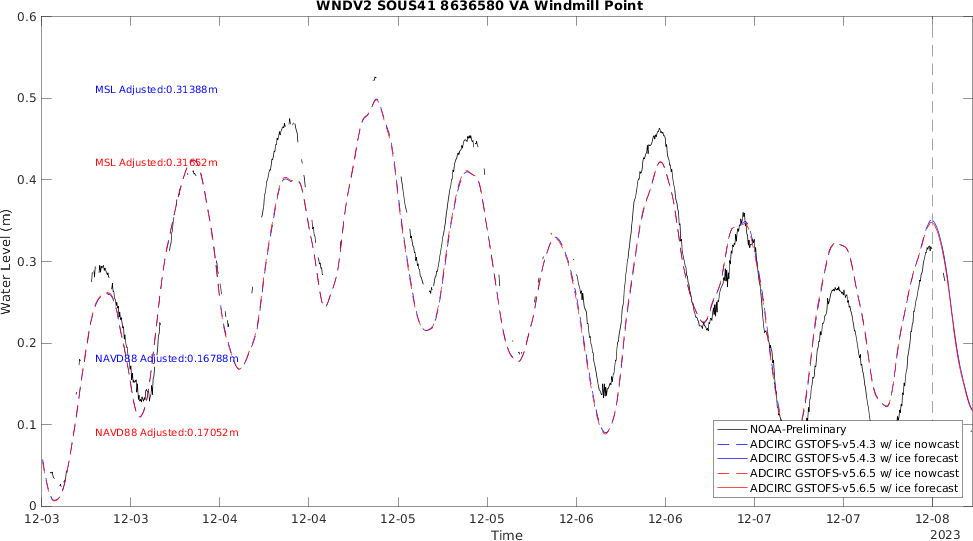 WNDV2 SOUS41 8636580 VA Windmill Point
Water Level (m)
0.6
0.5
0.4
0.3
0.2
0.1
0
MSL Adjusted:0.31388m
MSL Adjusted:0.31652m
NAVD88 Adjusted:0.16788m
NAVD88 Adjusted:0.17052m
NOAA-Preliminary
ADCIRC GSTOFS-v5.4.3 w/ ice nowcast
ADCIRC GSTOFS-v5.4.3 w/ ice forecast
ADCIRC GSTOFS-v5.6.5 w/ ice nowcast
ADCIRC GSTOFS-v5.6.5 w/ ice forecast
12-03 12-03 12-04 12-04 12-05 12-05 12-06 12-06 12-07 12-07 12-08
Time
2023